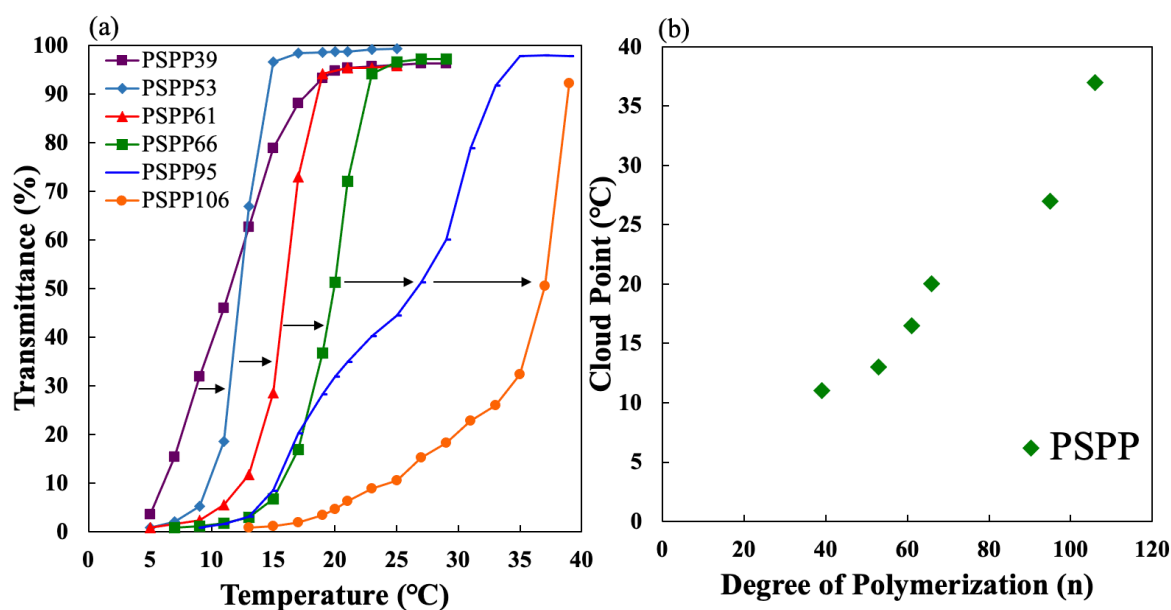 (a)
100
90
80
70
60
50
40
30
20
10
0
Transmittance (%)
PSPP39
PSPP53
PSPP61
PSPP66
PSPP95
PSPP106
0 5 10 15 20 25 30 35 40
Temperature (℃)
(b)
40
35
30
25
20
15
10
5
0
Cloud Point (℃)
PSPP
0 20 40 60 80 100 120
Degree of Polymerization (n)